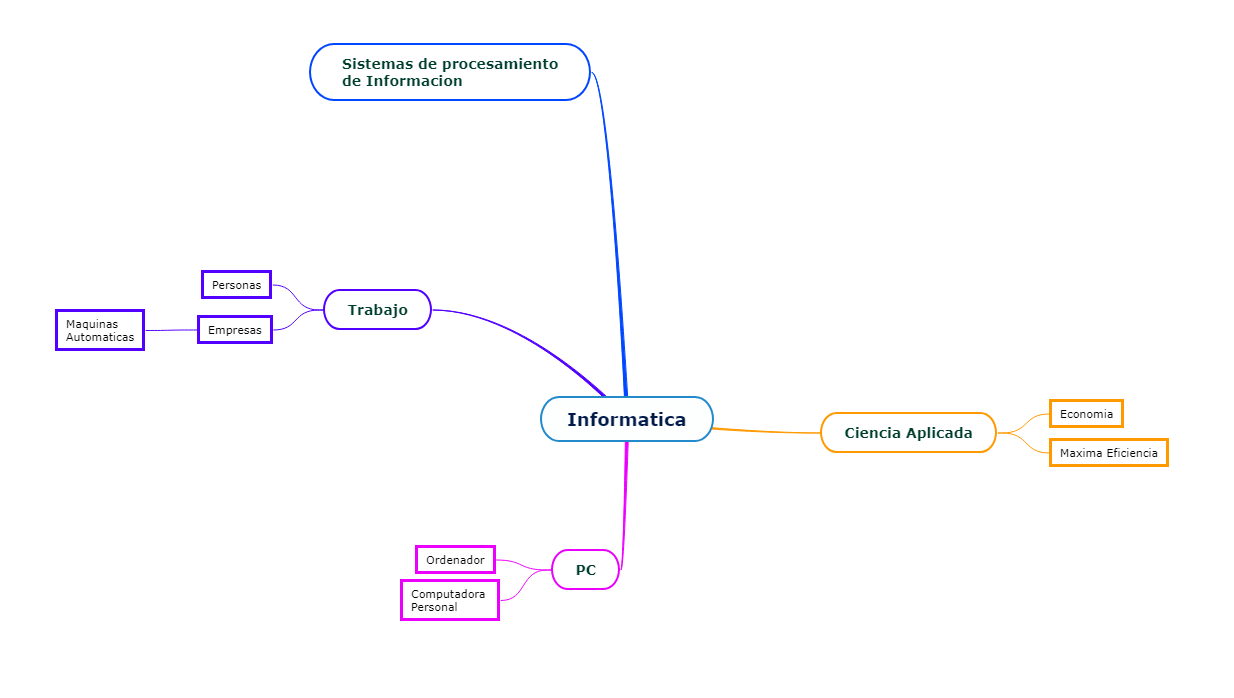 Sistemas de procesamiento
de Informacion
Personas
Trabajo
Maquinas
Automaticas
Empresas
Informatica
Economia
Ciencia Aplicada
Maxima Eficiencia
Ordenador
PC
Computadora
Personal